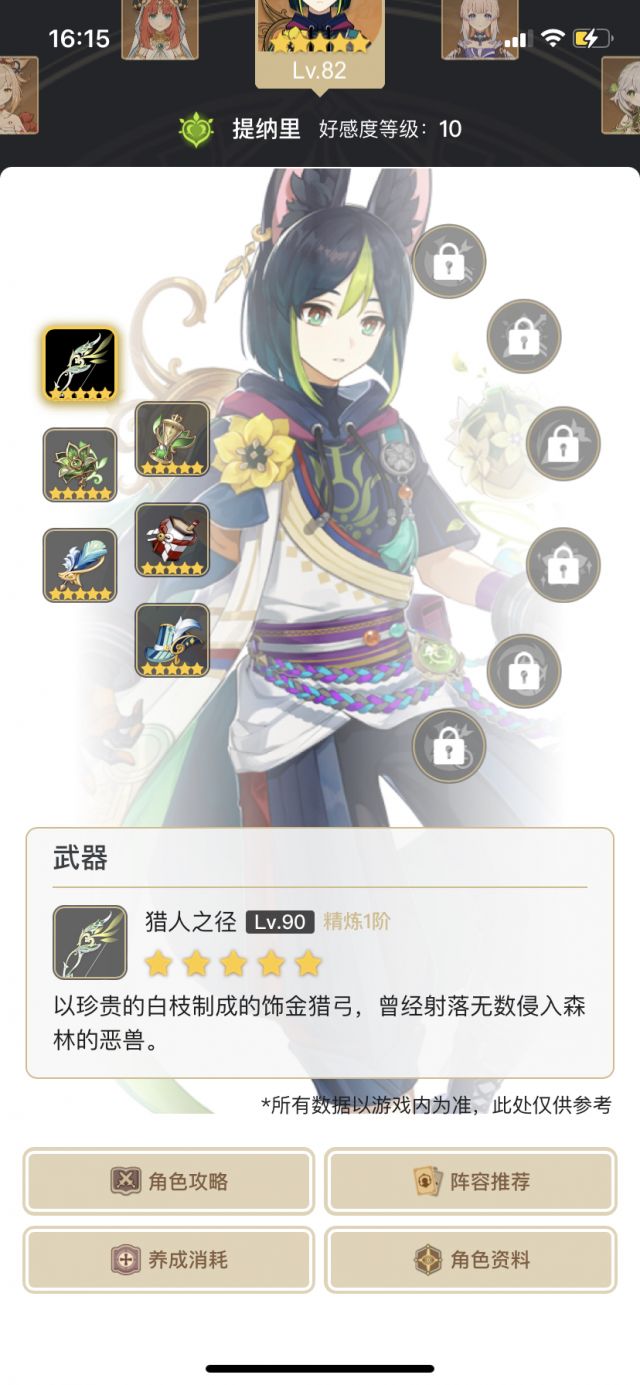 16:15
Lv.82
提纳里 好感度等级：10
武器
猎人之径 Lv.90 精炼1阶
以珍贵的白枝制成的饰金猎弓，曾经射落无数侵入森
林的恶兽。
*所有数据以游戏内为准，此处仅供参考
角色攻略 阵容推荐
养成消耗 角色资料